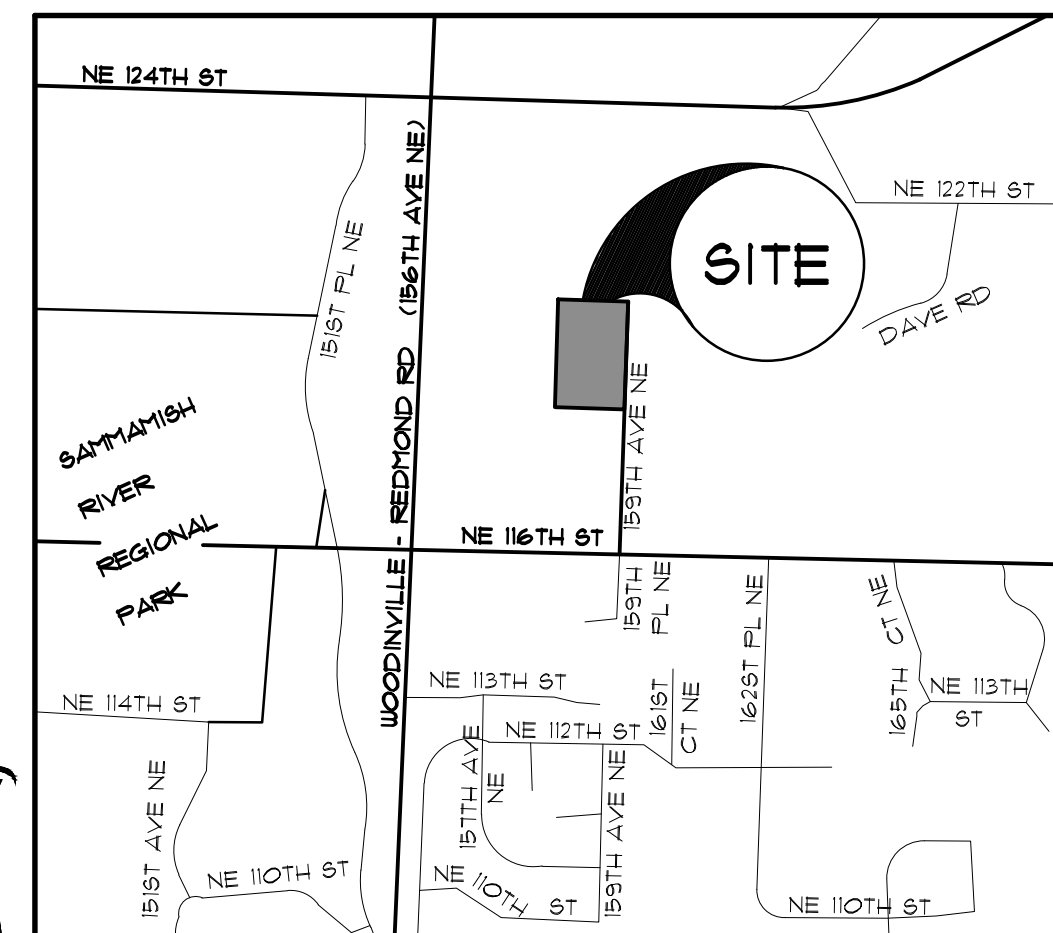 NE 124TH ST
NE 122TH ST
151ST PL NE
WOODINVILLE - REDMOND RD (156TH AVE NE)
SITE
DAVE RD
159TH AVE NE
SAMMAMISH
RIVER
REGIONAL
PARK
NE 116TH ST
159TH
PL NE
162ST PL NE
165TH CT NE
NE 113TH ST
161ST
CT NE
NE 113TH
ST
NE 114TH ST
NE 112TH ST
157TH AVE
NE
151ST AVE NE
159TH AVE NE
NE 110TH ST
NE 110TH ST
NE 110TH ST